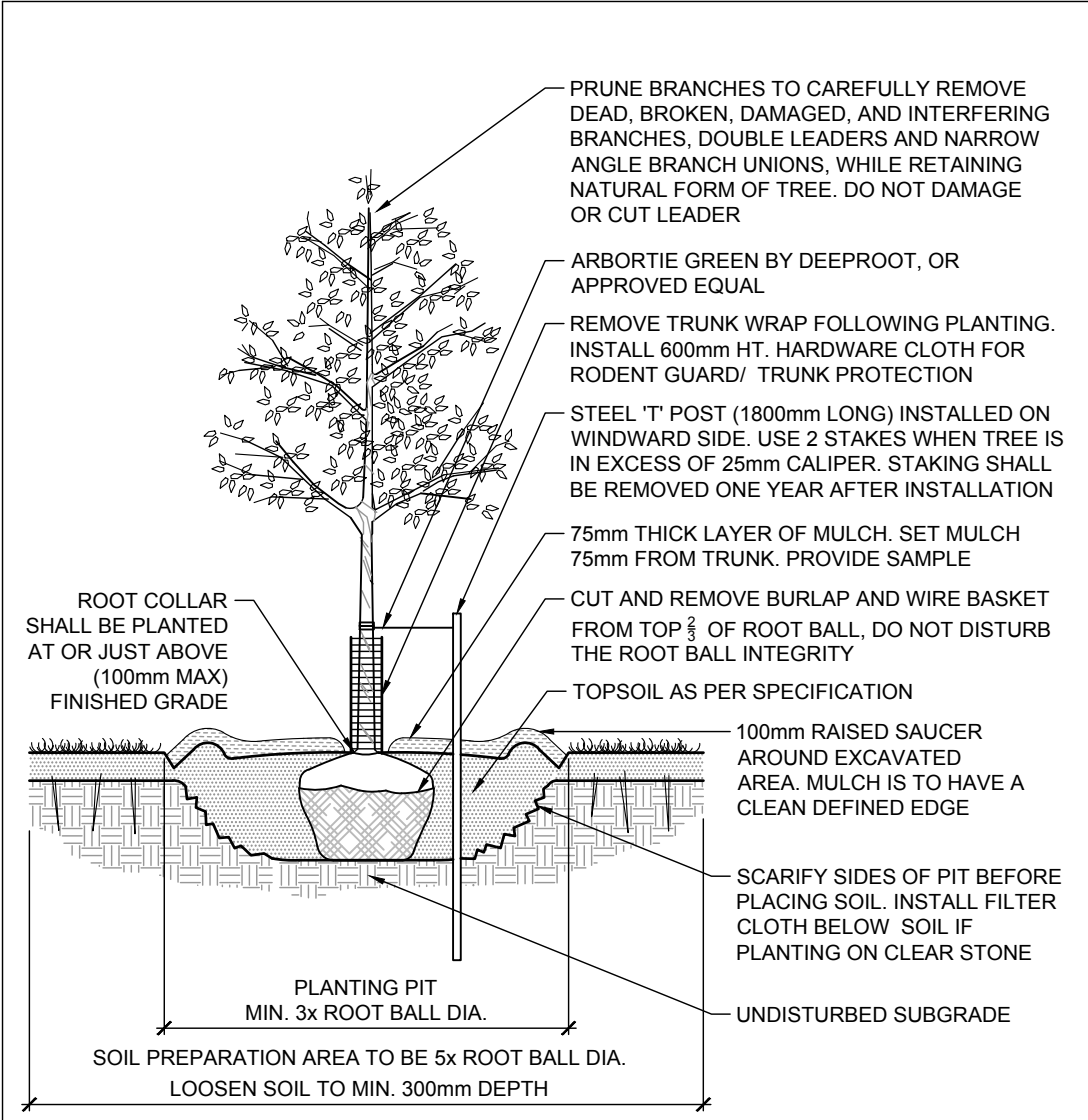 PRUNE BRANCHES TO CAREFULLY REMOVE
DEAD, BROKEN, DAMAGED, AND INTERFERING
BRANCHES, DOUBLE LEADERS AND NARROW
ANGLE BRANCH UNIONS, WHILE RETAINING
NATURAL FORM OF TREE. DO NOT DAMAGE
OR CUT LEADER
ARBORTIE GREEN BY DEEPROOT, OR
APPROVED EQUAL
REMOVE TRUNK WRAP FOLLOWING PLANTING.
INSTALL 600mm HT. HARDWARE CLOTH FOR
RODENT GUARD/ TRUNK PROTECTION
STEEL 'T' POST (1800mm LONG) INSTALLED ON
WINDWARD SIDE. USE 2 STAKES WHEN TREE IS
IN EXCESS OF 25mm CALIPER. STAKING SHALL
BE REMOVED ONE YEAR AFTER INSTALLATION
75mm THICK LAYER OF MULCH. SET MULCH
75mm FROM TRUNK. PROVIDE SAMPLE
CUT AND REMOVE BURLAP AND WIRE BASKET
FROM TOP 2/3 OF ROOT BALL, DO NOT DISTURB
THE ROOT BALL INTEGRITY
ROOT COLLAR
SHALL BE PLANTED
AT OR JUST ABOVE
(100mm MAX)
FINISHED GRADE
TOPSOIL AS PER SPECIFICATION
100mm RAISED SAUCER
AROUND EXCAVATED
AREA. MULCH IS TO HAVE A
CLEAN DEFINED EDGE
SCARIFY SIDES OF PIT BEFORE
PLACING SOIL. INSTALL FILTER
CLOTH BELOW SOIL IF
PLANTING ON CLEAR STONE
UNDISTURBED SUBGRADE
PLANTING PIT
MIN. 3x ROOT BALL DIA.
SOIL PREPARATION AREA TO BE 5x ROOT BALL DIA.
LOOSEN SOIL TO MIN. 300mm DEPTH